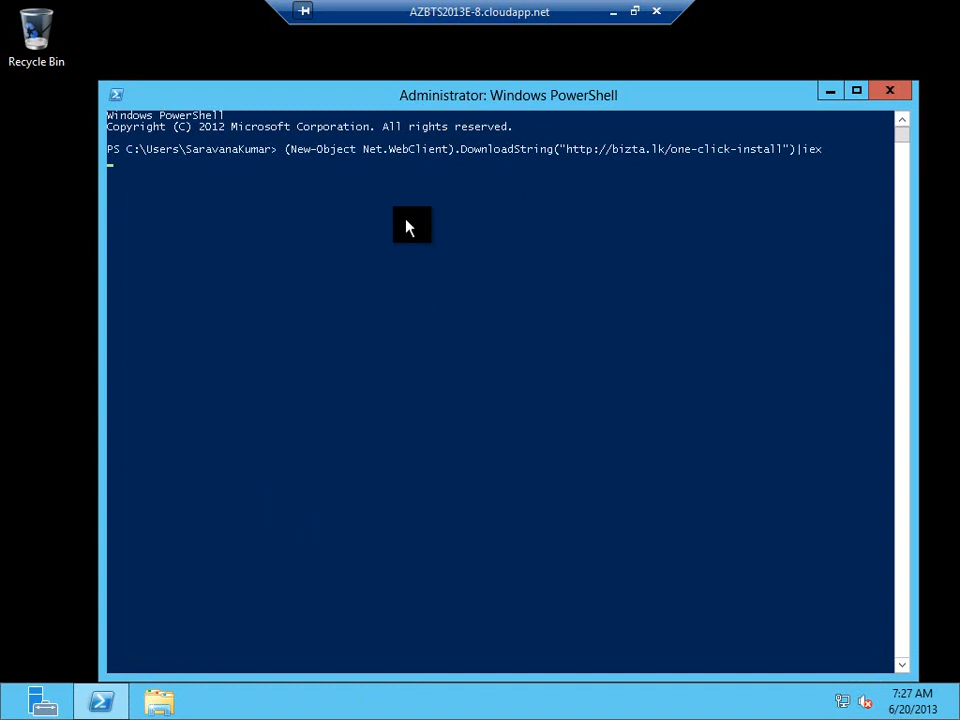 AZBTS2013E-8.cloudapp.net
Recycle Bin
Administrator: Windows PowerShell
Windows PowerShell
Copyright (C) 2012 Microsoft Corporation. All rights reserved.
PS C:\Users\SaravanaKumar> (New-Object Net.WebClient).DownloadString("http://bizta.lk/one-click-install")|iex
7:27 AM
6/20/2013